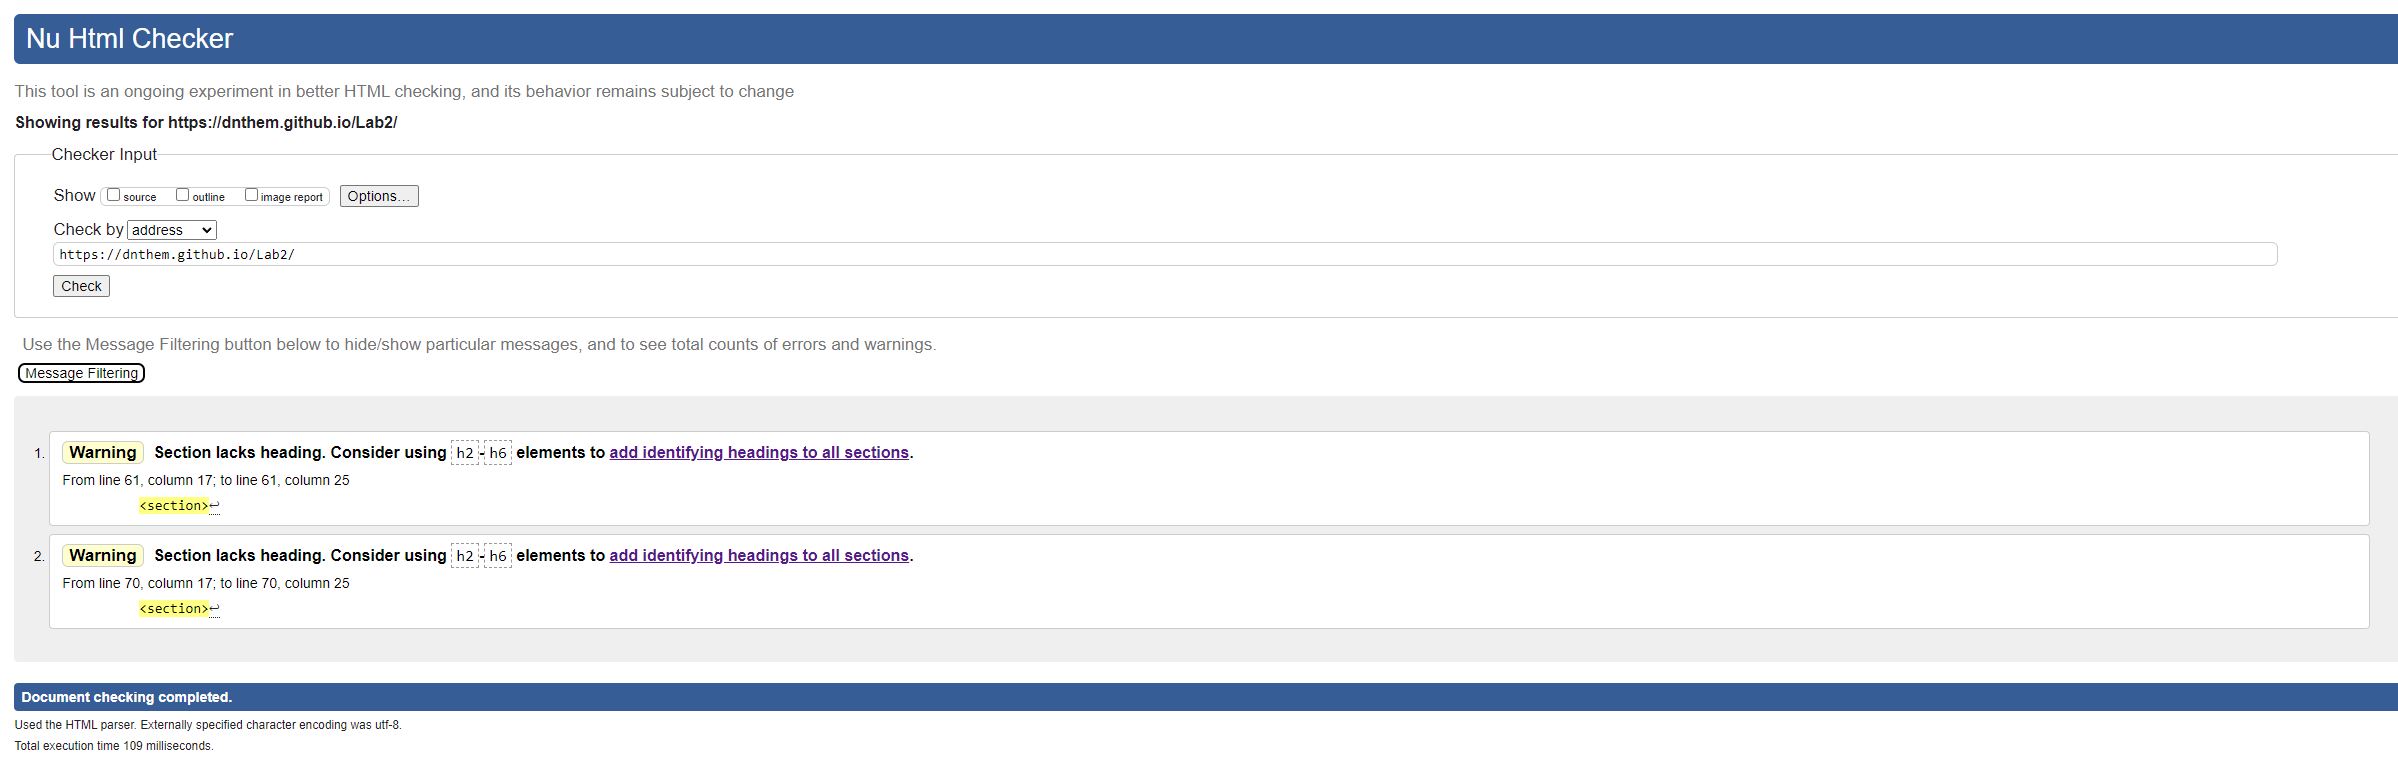 Nu Html Checker
This tool is an ongoing experiment in better HTML checking, and its behavior remains subject to change
Showing results for https://dnthem.github.io/Lab2/
Checker Input
Show source outline image report Options...
Check by address
https://dnthem.github.io/Lab2/
Check
Use the Message Filtering button below to hide/show particular messages, and to see total counts of errors and warnings.
Message Filtering
1. Warning Section lacks heading. Consider using h2-h6 elements to add identifying headings to all sections.
From line 61, column 17; to line 61, column 25
<section>↩
2. Warning Section lacks heading. Consider using h2-h6 elements to add identifying headings to all sections.
From line 70, column 17; to line 70, column 25
<section>↩
Document checking completed.
Used the HTML parser. Externally specified character encoding was utf-8.
Total execution time 109 milliseconds.